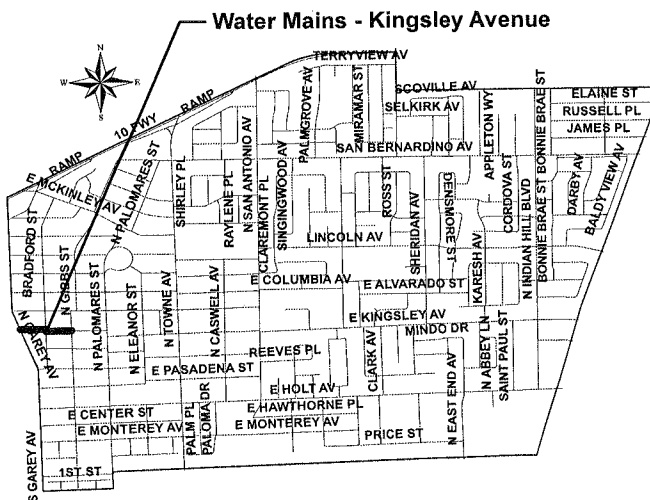 Water Mains - Kingsley Avenue
N
W
E
S
TERRYVIEW AV
10 FWY
RAMP
RAMP
SCOVILLE AV
SELKIRK AV
ELAINE ST
RUSSELL PL
JAMES PL
PALMGROVE AV
MIRAMAR ST
SAN BERNARDINO AV
APPLETON WY
BONNIE BRAE ST
E MCKINLEY AV
N PALOMARES ST
SHIRLEY PL
RAYLENE PL
N SAN ANTONIO AV
CLAREMONT PL
SINGINGWOOD AV
ROSS ST
SHERIDAN AV
DENSMORE ST
CORDOVA ST
N INDIAN HILL BLVD
BONNIE BRAE ST
DARBY AV
BALDY VIEW AV
LINCOLN AV
BRADFORD ST
N GIBBS ST
N PALOMARES ST
N ELEANOR ST
N TOWNE AV
N CASWELL AV
E COLUMBIA AV
E ALVARADO ST
KARESH AV
E KINGSLEY AV
MINDO DR
N GAREY AV
REEVES PL
E PASADENA ST
CLARK AV
N ABBEY LN
SAINT PAUL ST
E HOLT AV
E CENTER ST
E HAWTHORNE PL
E MONTEREY AV
E MONTEREY AV
PALM PL
PALOMA DR
PRICE ST
N EAST END AV
S GAREY AV
1ST ST